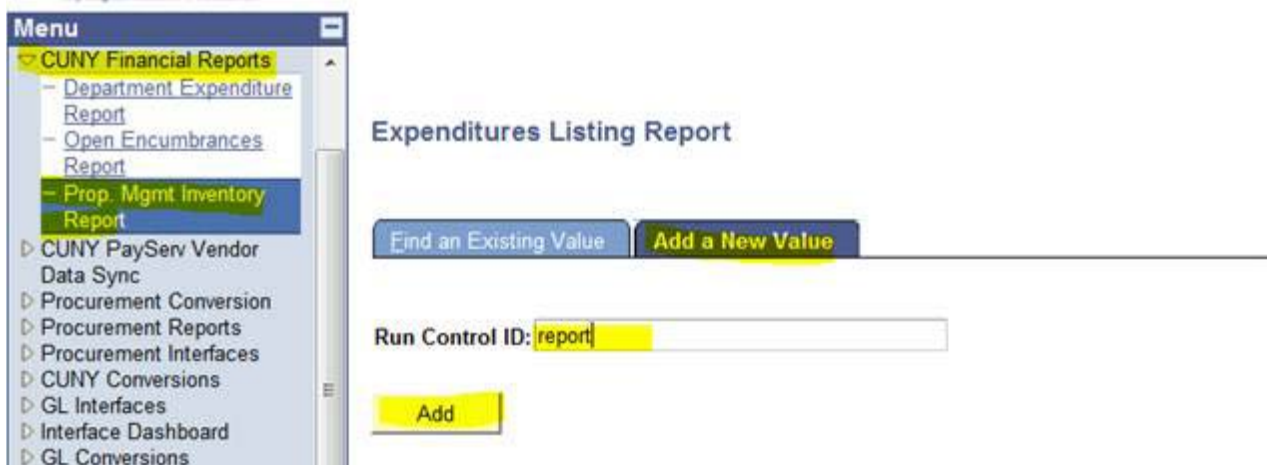 Menu
CUNY Financial Reports
– Department Expenditure
Report
– Open Encumbrances
Report
– Prop. Mgmt Inventory
Report
CUNY PayServ Vendor
Data Sync
Procurement Conversion
Procurement Reports
Procurement Interfaces
CUNY Conversions
GL Interfaces
Interface Dashboard
GL Conversions
Expenditures Listing Report
Find an Existing Value
Add a New Value
Run Control ID: report
Add